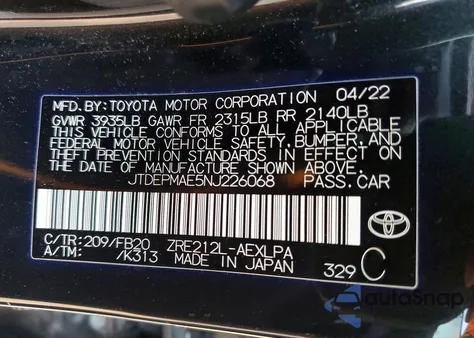 MFD.BY:TOYOTA MOTOR CORPORATION 04/22
GVWR 3935LB GAWR FR 2315LB RR 2140LB
THIS VEHICLE CONFORMS TO ALL APPLICABLE
FEDERAL MOTOR VEHICLE SAFETY, BUMPER, AND
THEFT PREVENTION STANDARDS IN EFFECT ON
THE DATE OF MANUFACTURE SHOWN ABOVE.
JTDEPMAE5NJ226068 PASS.CAR
C/TR:209/FB20 ZRE212L-AEXLPA
A/TM: /K313 MADE IN JAPAN 329 C
TOYOTA
autosnap